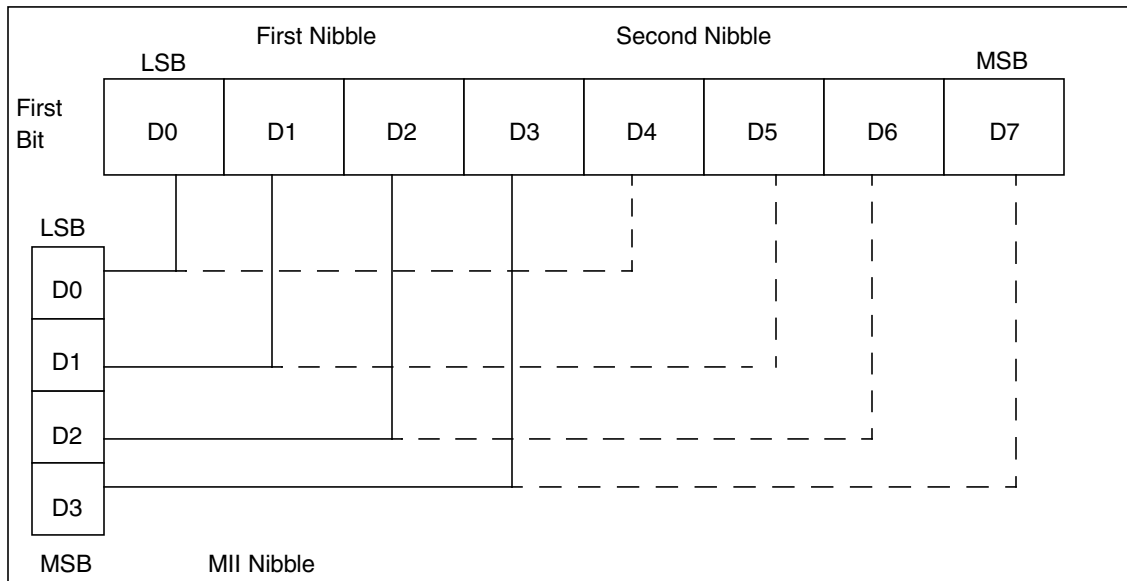 First Nibble Second Nibble
LSB MSB
First
Bit
D0 D1 D2 D3 D4 D5 D6 D7
LSB
D0
D1
D2
D3
MSB MII Nibble